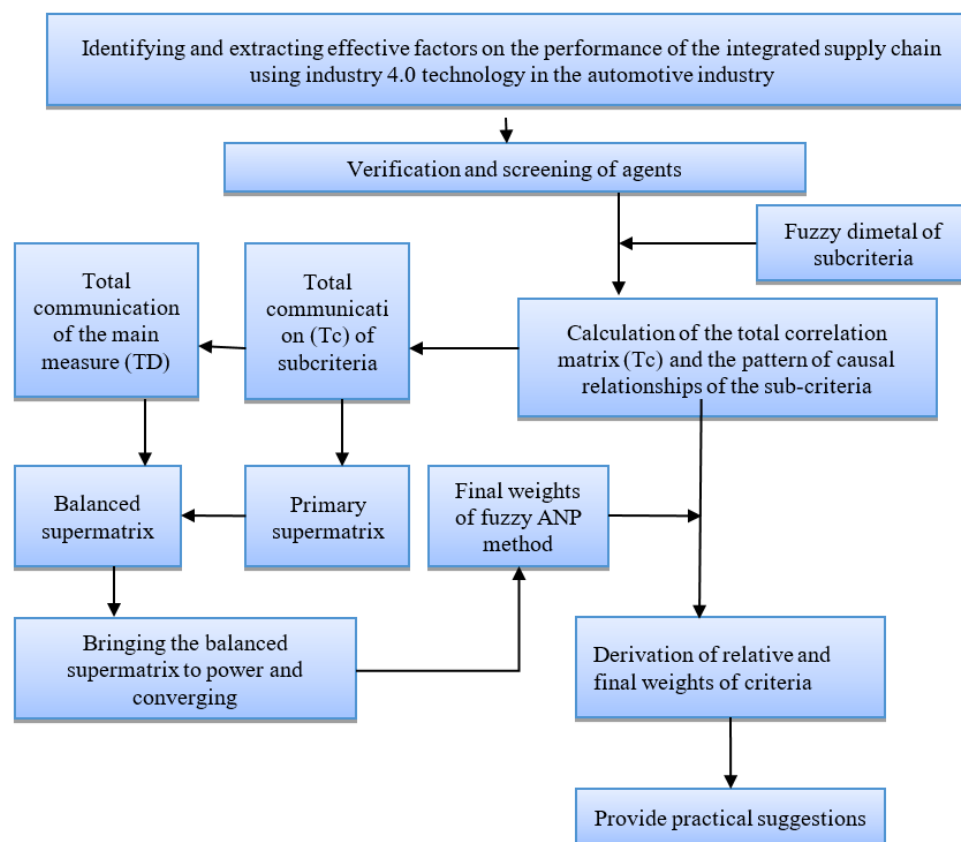 Identifying and extracting effective factors on the performance of the integrated supply chain
using industry 4.0 technology in the automotive industry
Verification and screening of agents
Fuzzy dimetal of
subcriteria
Total
communication
of the main
measure (TD)
Total
communicati
on (Tc) of
subcriteria
Calculation of the total correlation
matrix (Tc) and the pattern of causal
relationships of the sub-criteria
Balanced
supermatrix
Primary
supermatrix
Final weights
of fuzzy ANP
method
Bringing the balanced
supermatrix to power and
converging
Derivation of relative and
final weights of criteria
Provide practical suggestions